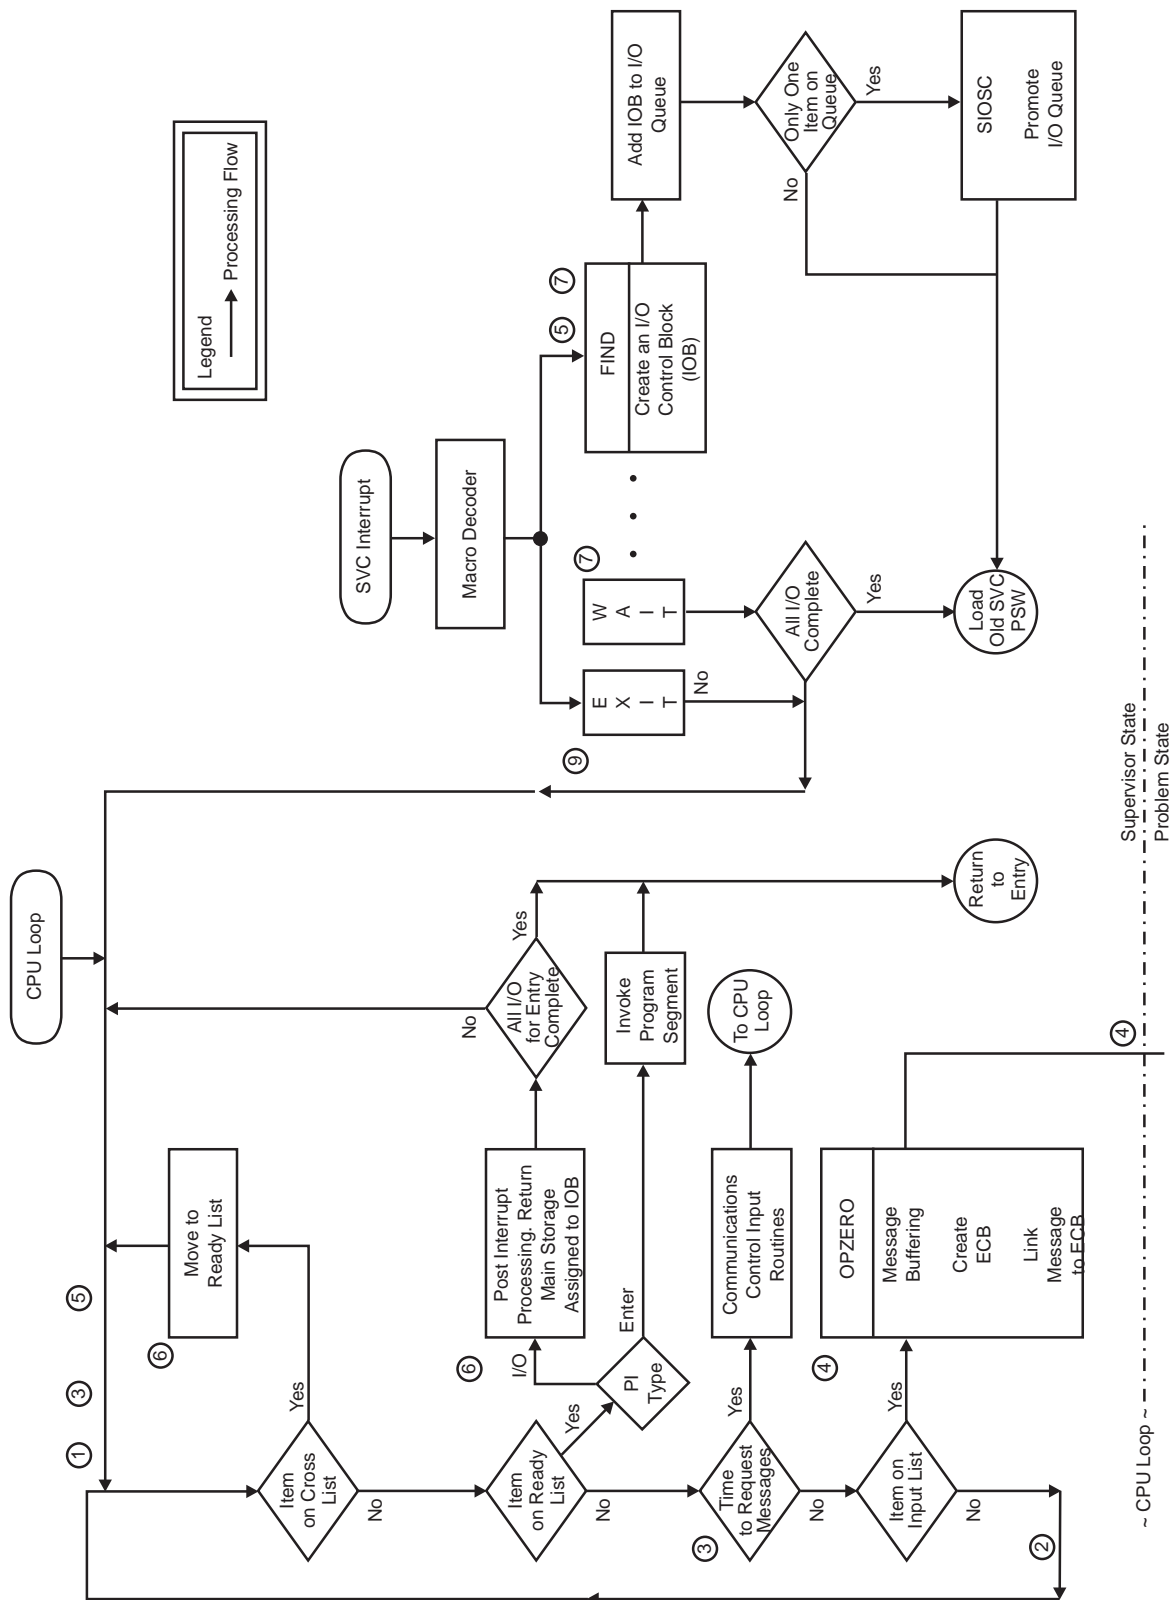 CPU Loop
1
3
5
Item
on Cross
List
Yes
No
6
Move to
Ready List
Item
on Ready
List
Yes
No
PI
Type
I/O
Enter
6
Post Interrupt
Processing. Return
Main Storage
Assigned to IOB
All I/O
for Entry
Complete
No
Yes
Invoke
Program
Segment
Return
to
Entry
3
Time
to Request
Messages
Yes
No
Communications
Control Input
Routines
To CPU
Loop
Item on
Input List
Yes
No
4
OPZERO
Message
Buffering
Create
ECB
Link
Message
to ECB
4
2
~ CPU Loop ~
Supervisor State
Problem State
SVC Interrupt
Macro Decoder
9
E
X
I
T
No
7
W
A
I
T
All I/O
Complete
Yes
Load
Old SVC
PSW
5
7
FIND
Create an I/O
Control Block
(IOB)
Add IOB to I/O
Queue
Only One
Item on
Queue
No
Yes
SIOSC
Promote
I/O Queue
Legend
Processing Flow